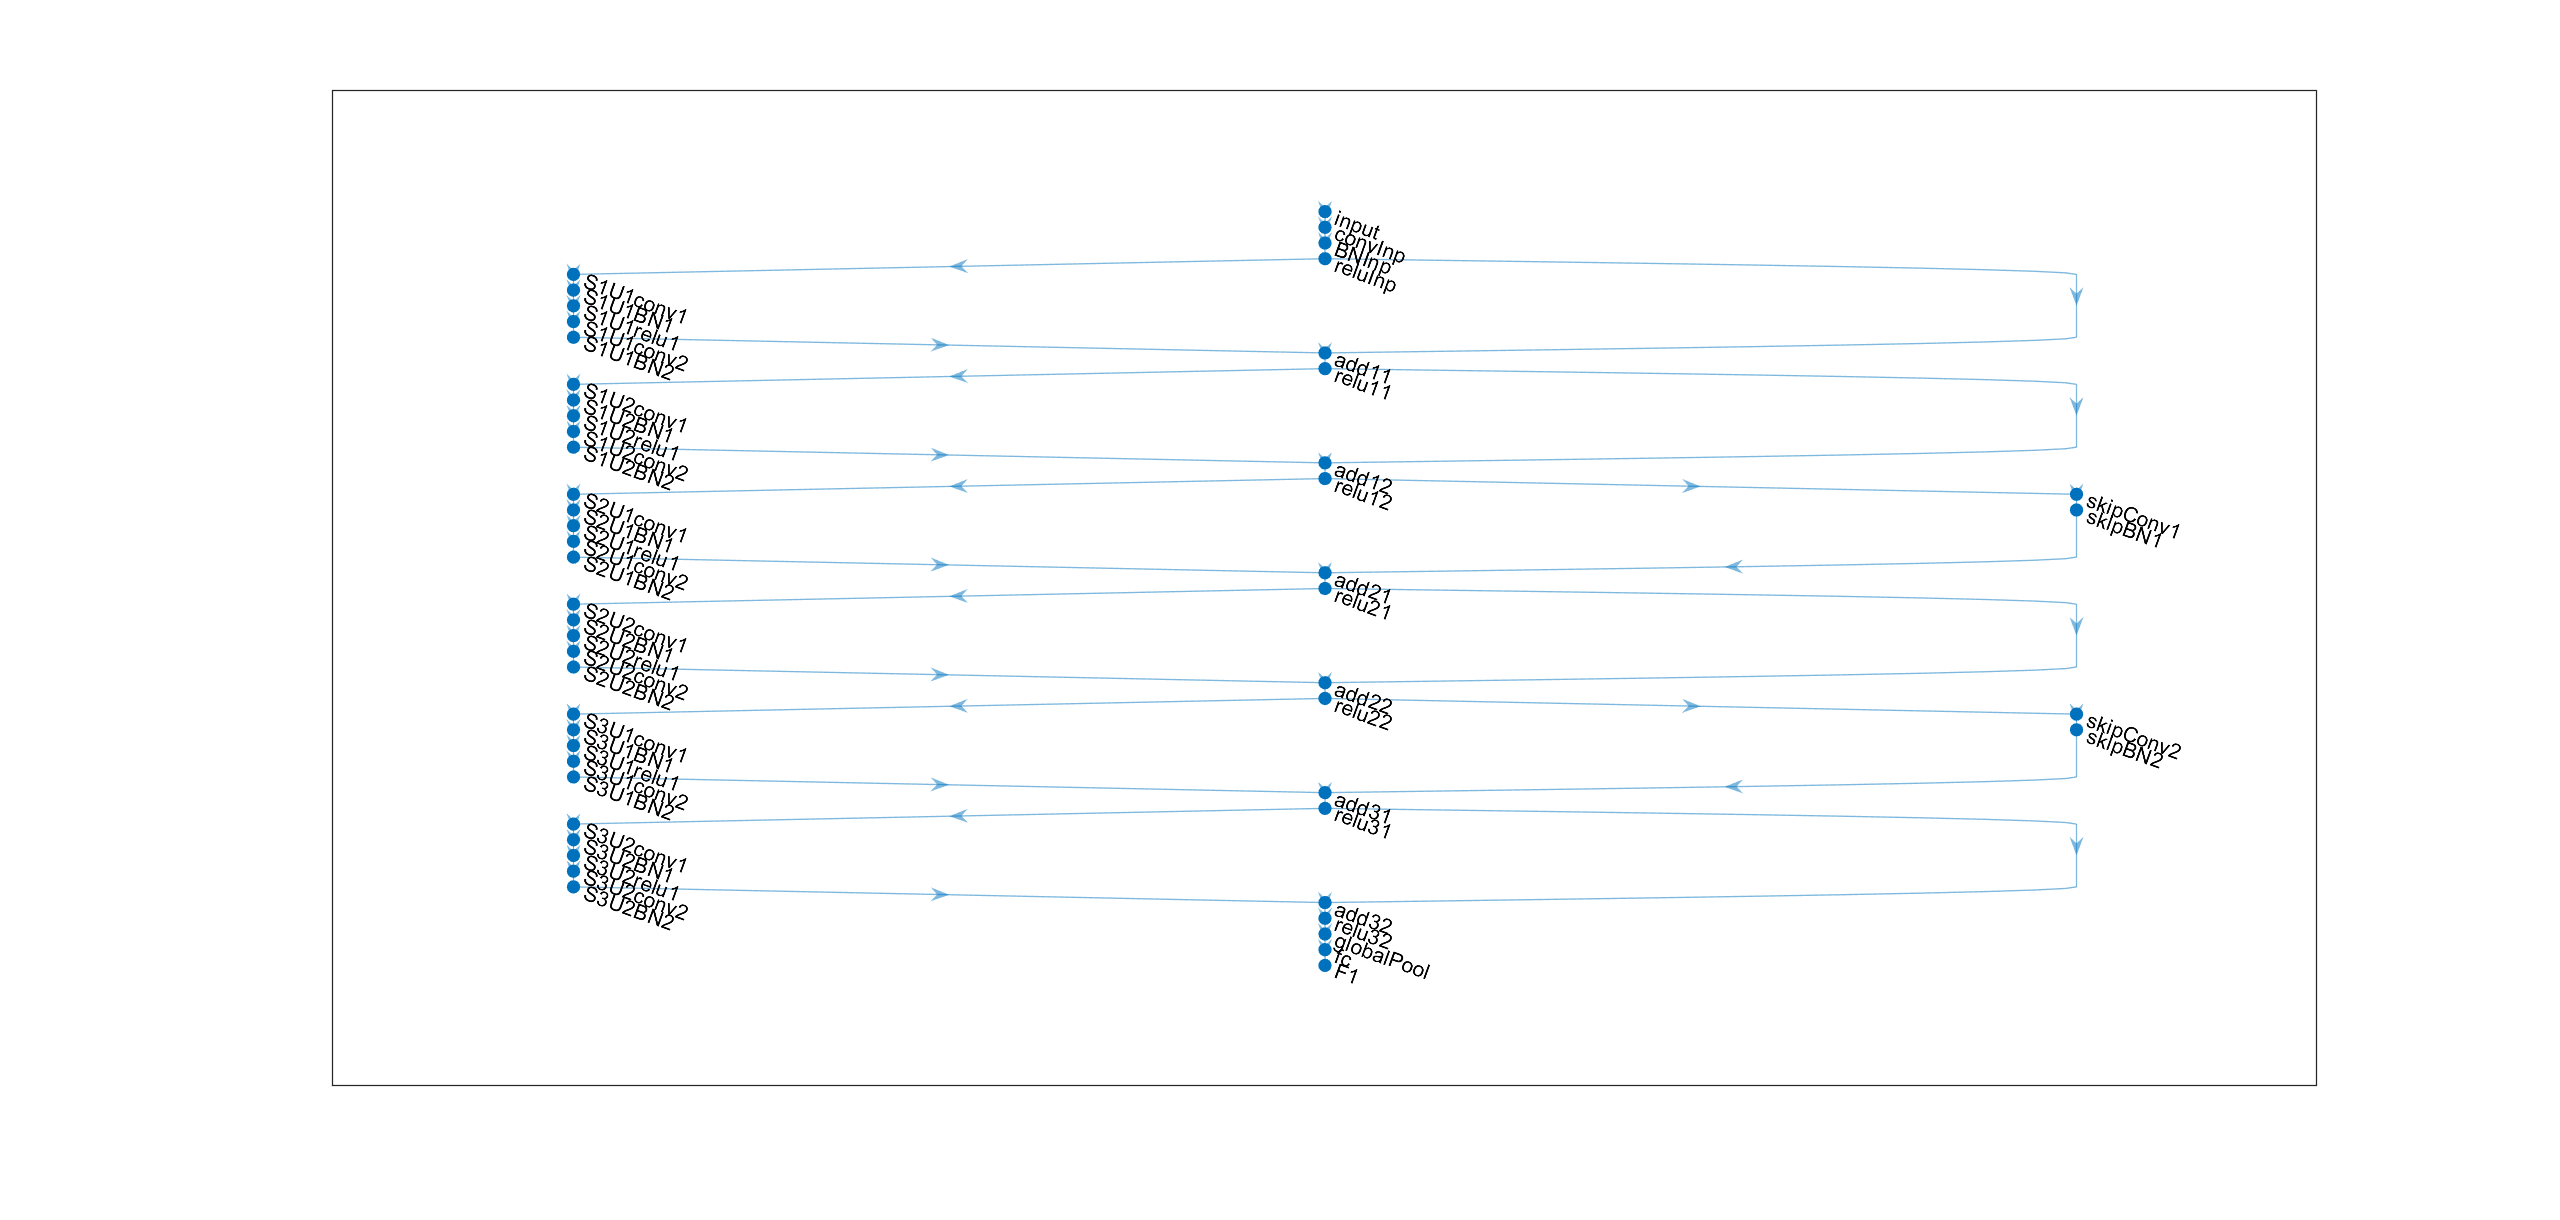 input
convInp
BNInp
reluInp
S1U1conv1
S1U1BN1
S1U1relu1
S1U1conv2
S1U1BN2
add11
relu11
S1U2conv1
S1U2BN1
S1U2relu1
S1U2conv2
S1U2BN2
add12
relu12
S2U1conv1
S2U1BN1
S2U1relu1
S2U1conv2
S2U1BN2
skipConv1
skipBN1
add21
relu21
S2U2conv1
S2U2BN1
S2U2relu1
S2U2conv2
S2U2BN2
add22
relu22
S3U1conv1
S3U1BN1
S3U1relu1
S3U1conv2
S3U1BN2
skipConv2
skipBN2
add31
relu31
S3U2conv1
S3U2BN1
S3U2relu1
S3U2conv2
S3U2BN2
add32
relu32
globalPool
fc
F1